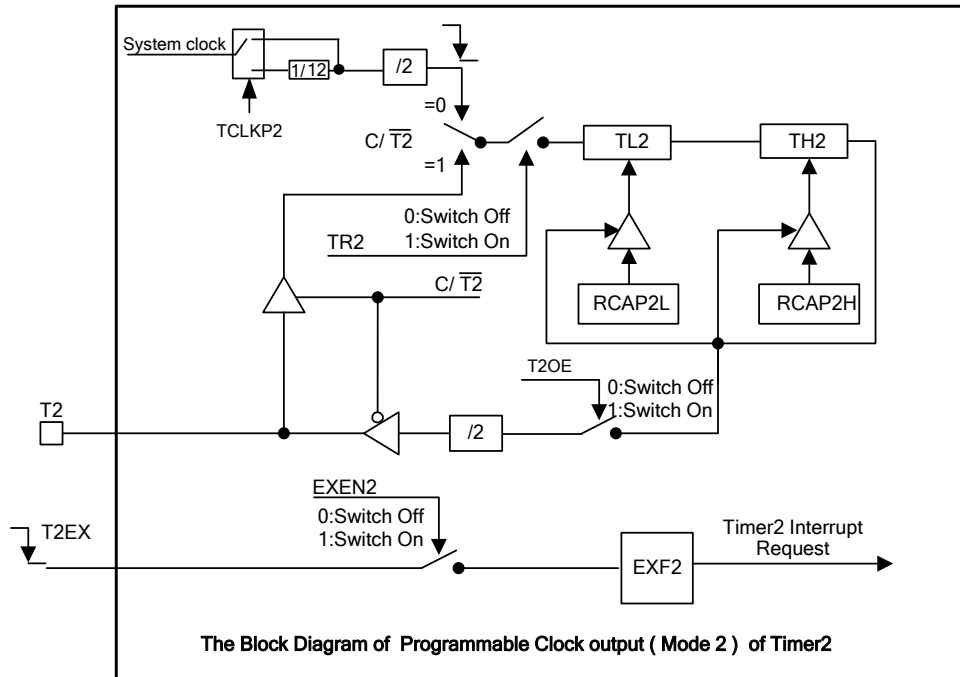 System clock
1/12
/2
TCLKP2
=0
C/ T2
=1
TL2
TH2
0:Switch Off
1:Switch On
TR2
C/ T2
RCAP2L
RCAP2H
T2OE
0:Switch Off
1:Switch On
T2
/2
EXEN2
0:Switch Off
1:Switch On
T2EX
EXF2
Timer2 Interrupt
Request
The Block Diagram of Programmable Clock output ( Mode 2 ) of Timer2